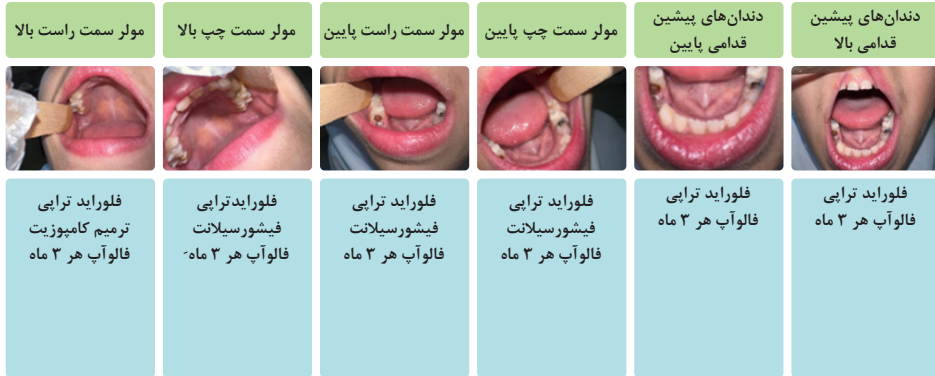 دندان‌های پیشین
قدامی بالا
دندان‌های پیشین
قدامی پایین
مولر سمت چپ پایین
مولر سمت راست پایین
مولر سمت چپ بالا
مولر سمت راست بالا
فلوراید تراپی
فالوآپ هر ۳ ماه
فلوراید تراپی
فالوآپ هر ۳ ماه
فلوراید تراپی
فیشورسیلانت
فالوآپ هر ۳ ماه
فلوراید تراپی
فیشورسیلانت
فالوآپ هر ۳ ماه
فلورایدتراپی
فیشورسیلانت
فالوآپ هر ۳ ماه َ
فلوراید تراپی
ترمیم کامپوزیت
فالوآپ هر ۳ ماه